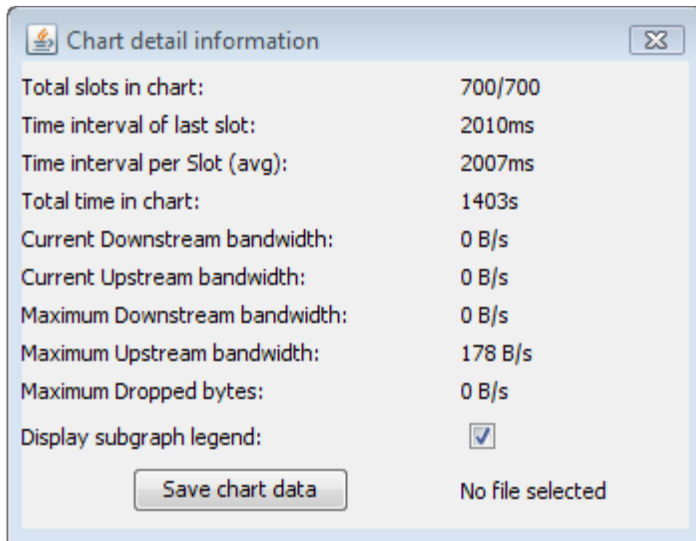 Chart detail information
Total slots in chart: 700/700
Time interval of last slot: 2010ms
Time interval per Slot (avg): 2007ms
Total time in chart: 1403s
Current Downstream bandwidth: 0 B/s
Current Upstream bandwidth: 0 B/s
Maximum Downstream bandwidth: 0 B/s
Maximum Upstream bandwidth: 178 B/s
Maximum Dropped bytes: 0 B/s
Display subgraph legend:
Save chart data No file selected